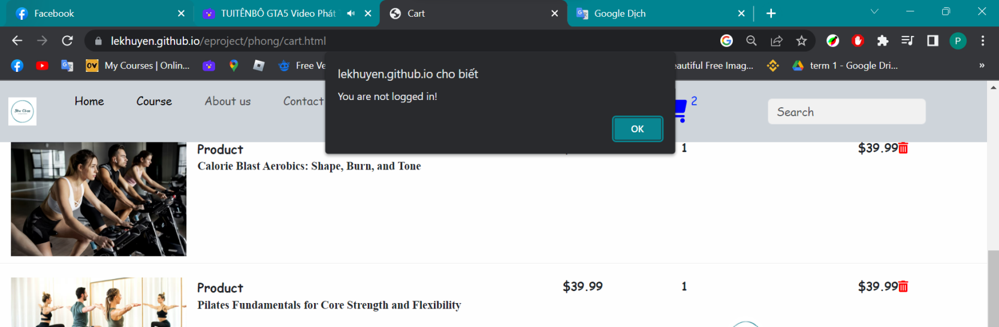 Facebook
TUITÊNBÔ GTA5 Video Phát
Cart
Google Dịch
lekhuyen.github.io/eproject/phong/cart.html
P
OV
My Courses | Onlin...
Free Ve
eautiful Free Imag...
term 1 - Google Dri...
»
lekhuyen.github.io cho biết
You are not logged in!
OK
Home
Course
About us
Contact
2
Search
Product
1
$39.99
Calorie Blast Aerobics: Shape, Burn, and Tone
Product
$39.99
1
$39.99
Pilates Fundamentals for Core Strength and Flexibility